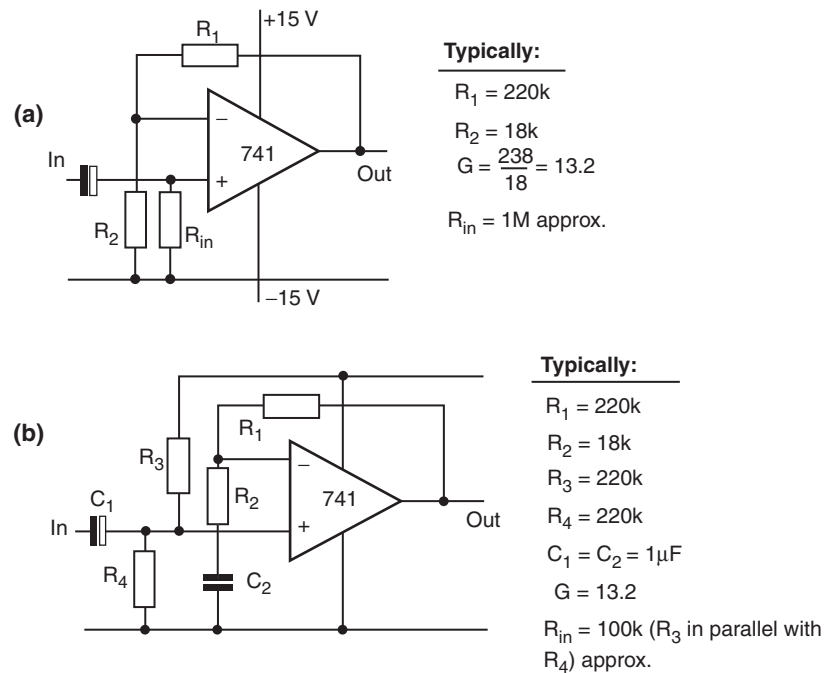 +15 V
R1
(a)
−
741
+
In
Out
R2
Rin
−15 V
Typically:
R1 = 220k
R2 = 18k
G = 238/18 = 13.2
Rin = 1M approx.
(b)
R1
R3
−
R2
741
C1
In
+
Out
R4
C2
Typically:
R1 = 220k
R2 = 18k
R3 = 220k
R4 = 220k
C1 = C2 = 1μF
G = 13.2
Rin = 100k (R3 in parallel with
R4) approx.